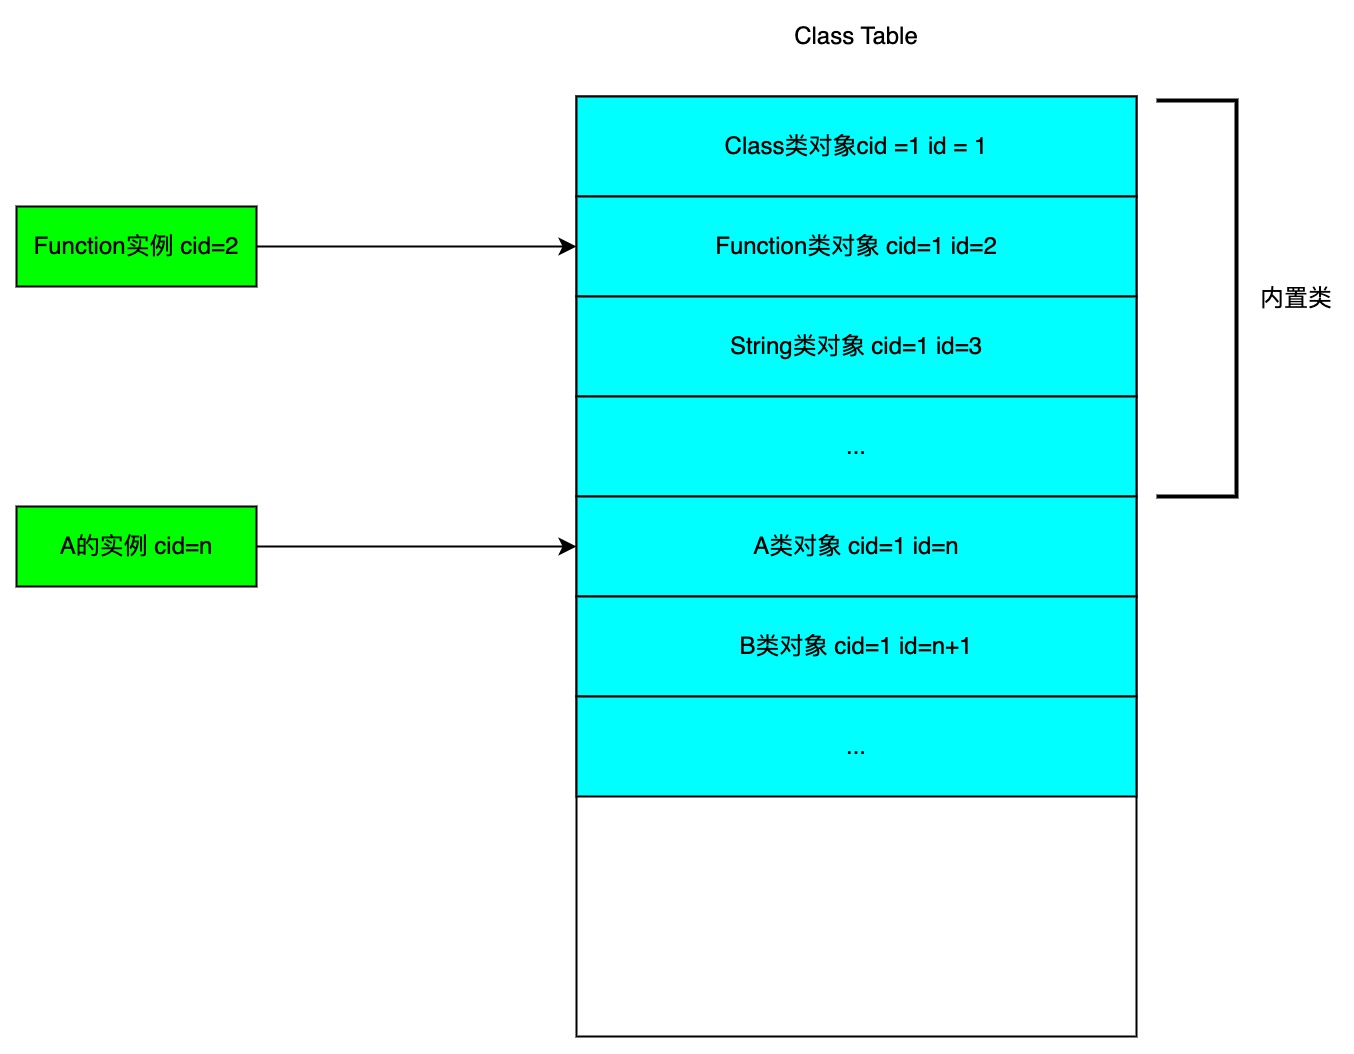 Class Table
Class类对象cid =1 id = 1
Function实例 cid=2
Function类对象 cid=1 id=2
内置类
String类对象 cid=1 id=3
...
A的实例 cid=n
A类对象 cid=1 id=n
B类对象 cid=1 id=n+1
...